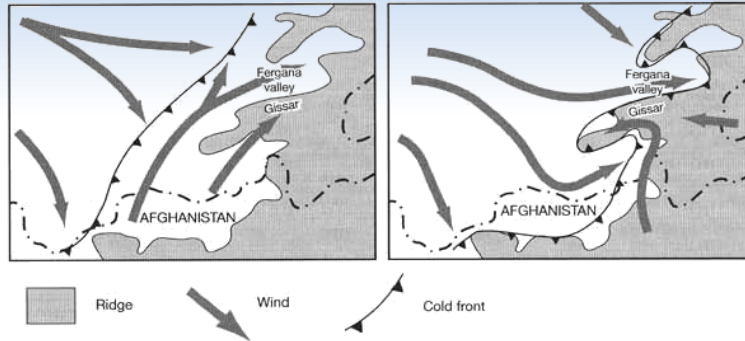 Fergana
valley
Gissar
AFGHANISTAN
Fergana
valley
Gissar
AFGHANISTAN
Ridge
Wind
Cold front